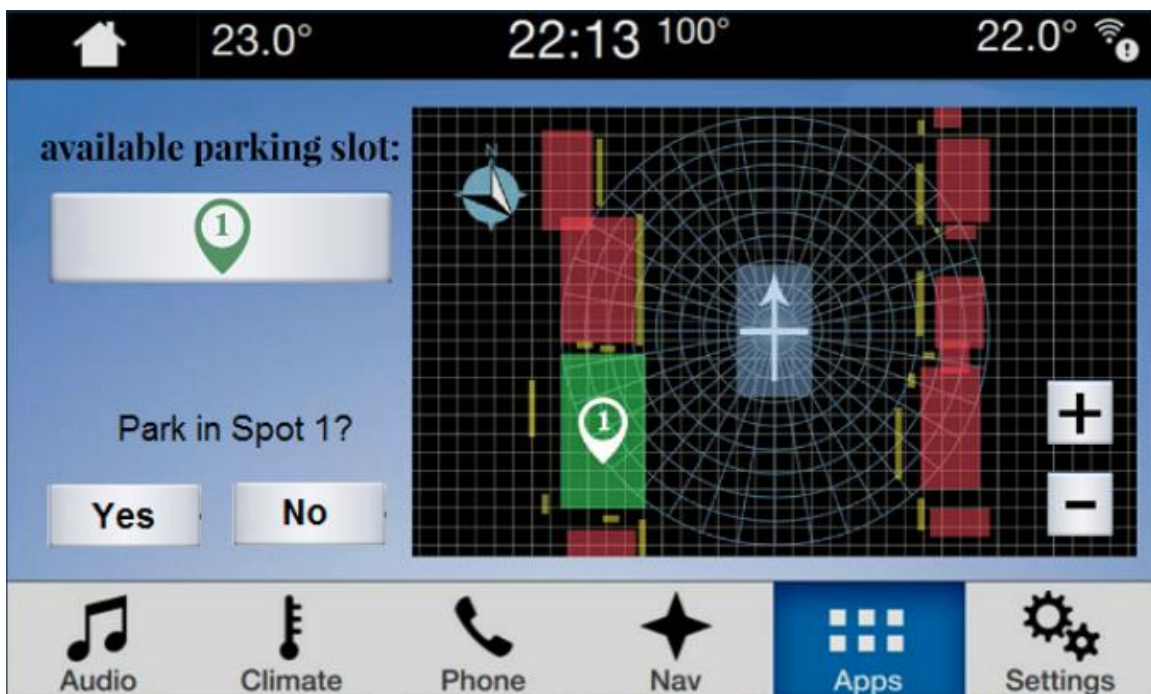 23.0° 22:13 100° 22.0°
available parking slot:
1
N
1
Park in Spot 1?
Yes No
+
-
Audio Climate Phone Nav Apps Settings